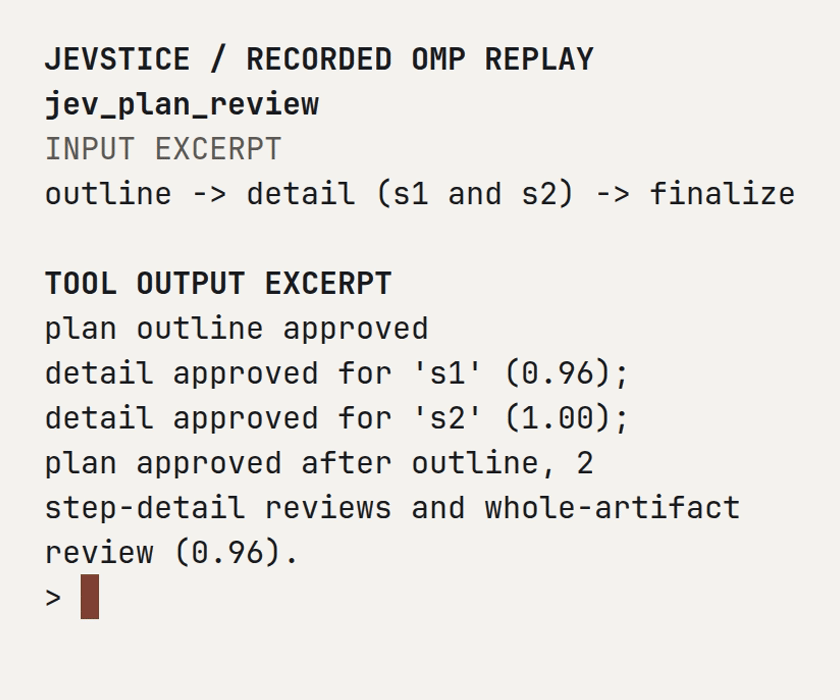 JEVSTICE / RECORDED OMP REPLAY
jev_plan_review
INPUT EXCERPT
outline -> detail (s1 and s2) -> finalize
TOOL OUTPUT EXCERPT
plan outline approved
detail approved for 's1' (0.96);
detail approved for 's2' (1.00);
plan approved after outline, 2
step-detail reviews and whole-artifact
review (0.96).
>